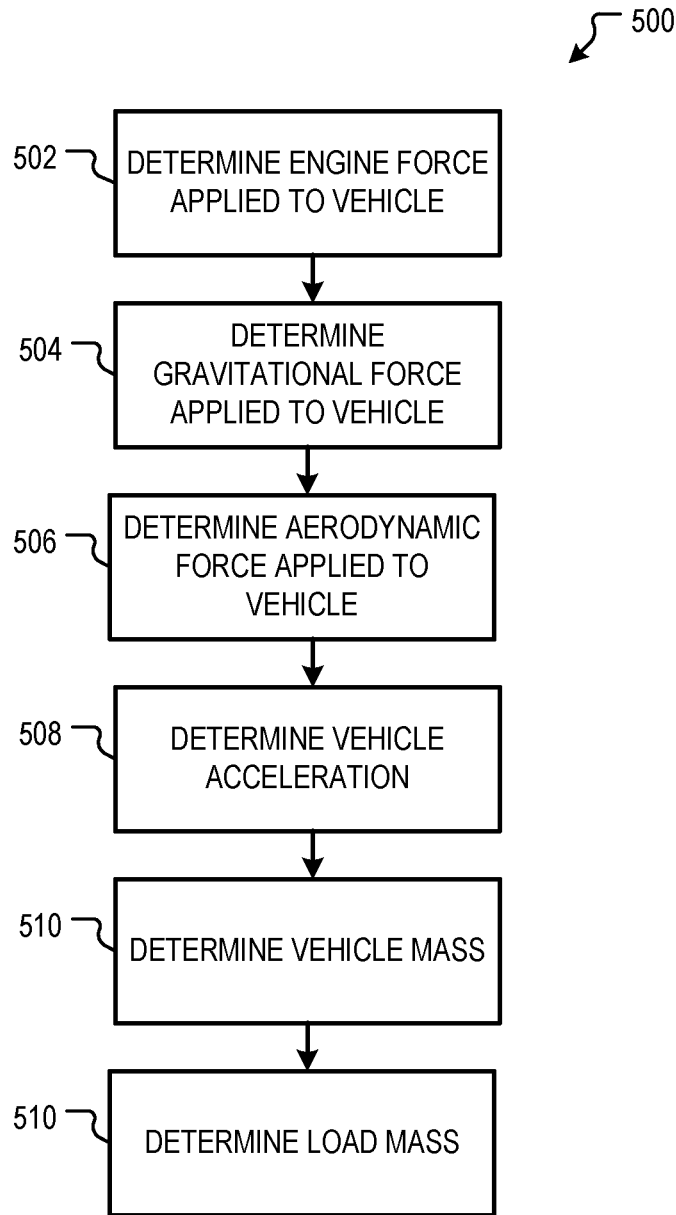 500
502
DETERMINE ENGINE FORCE
APPLIED TO VEHICLE
504
DETERMINE
GRAVITATIONAL FORCE
APPLIED TO VEHICLE
506
DETERMINE AERODYNAMIC
FORCE APPLIED TO
VEHICLE
508
DETERMINE VEHICLE
ACCELERATION
510
DETERMINE VEHICLE MASS
510
DETERMINE LOAD MASS